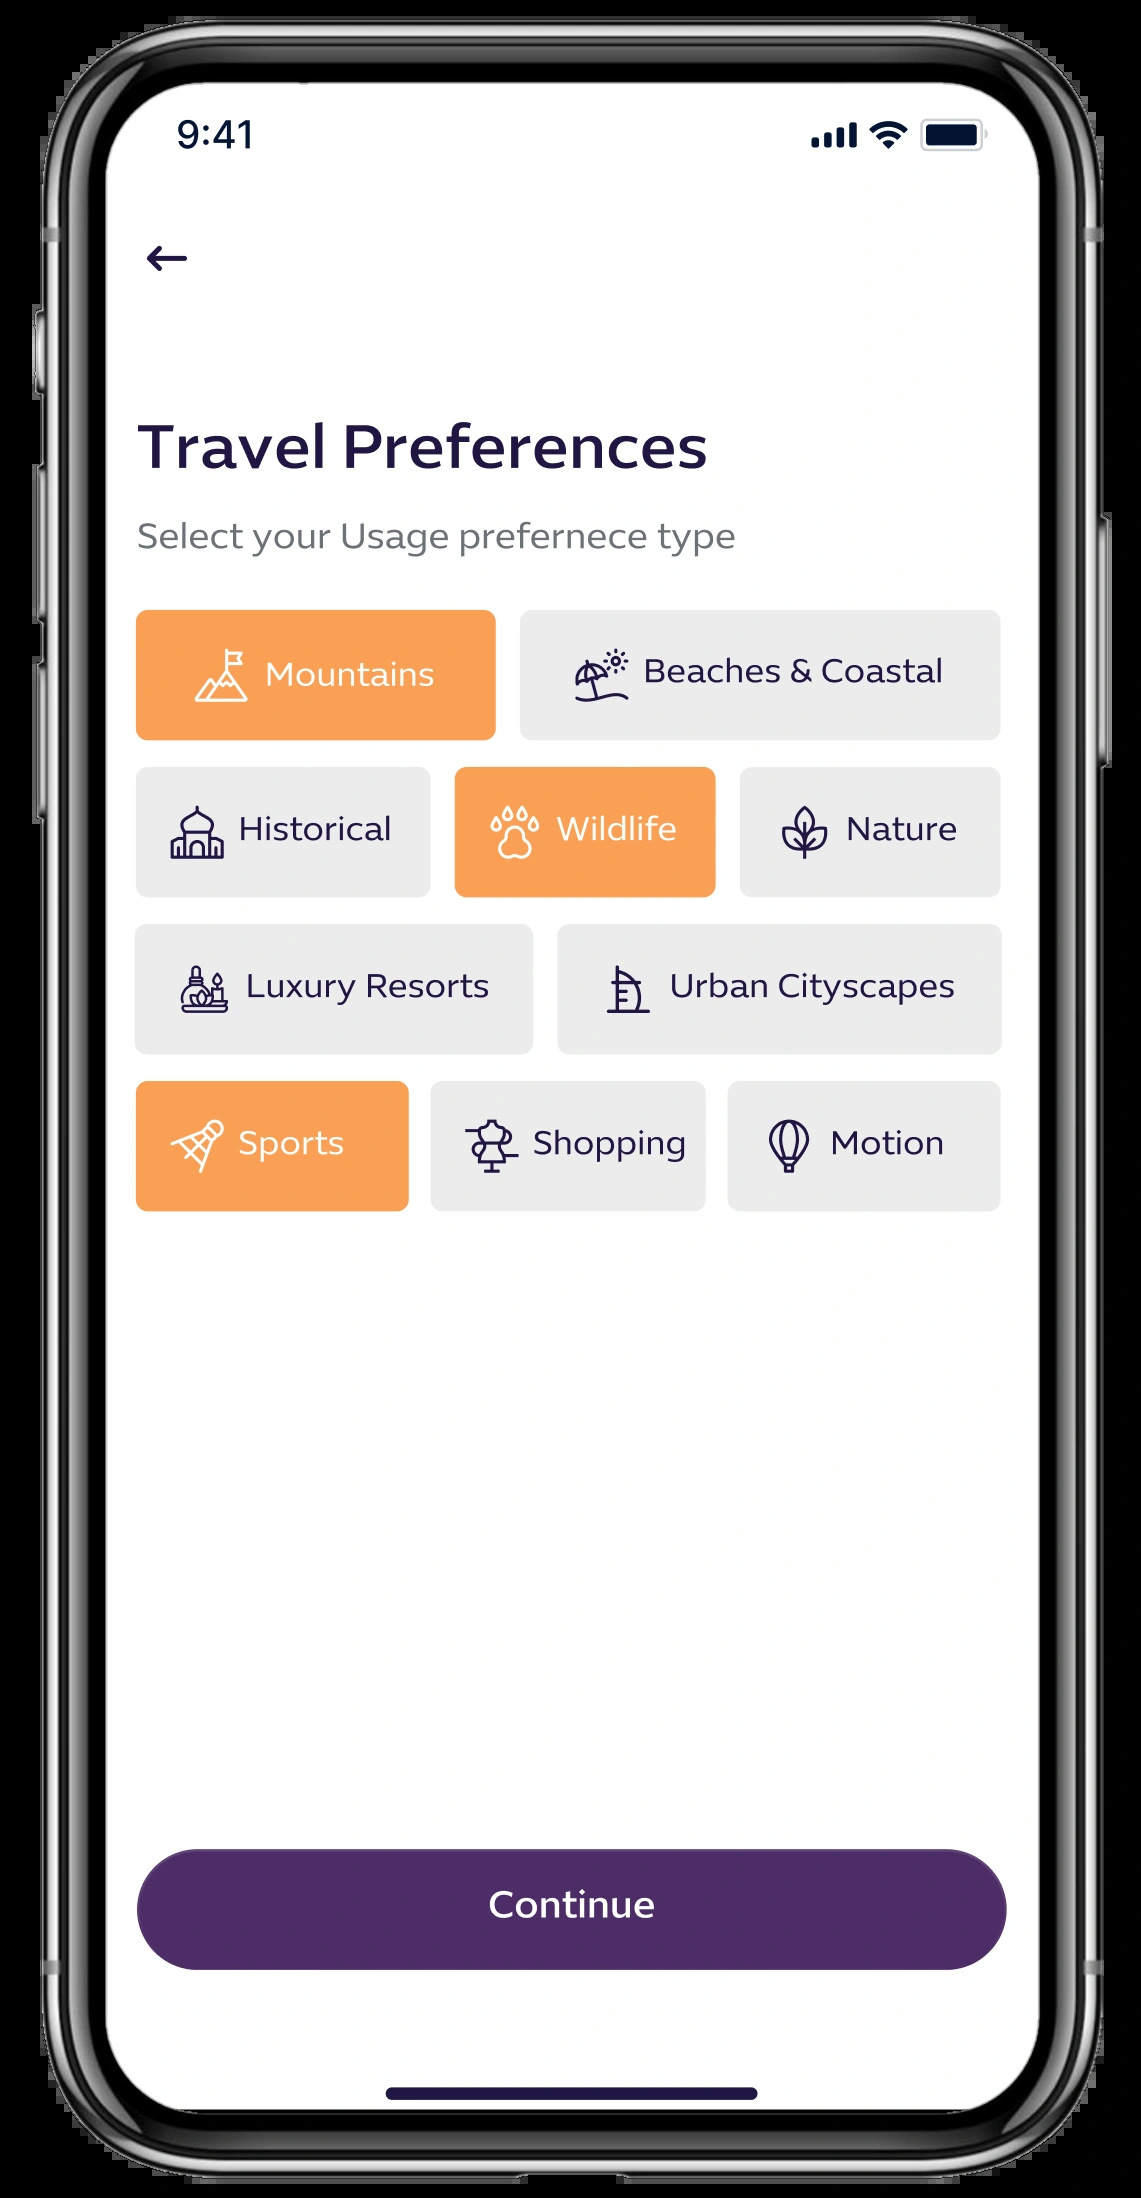 9:41
Travel Preferences
Select your Usage prefernece type
Mountains
Beaches & Coastal
Historical
Wildlife
Nature
Luxury Resorts
Urban Cityscapes
Sports
Shopping
Motion
Continue